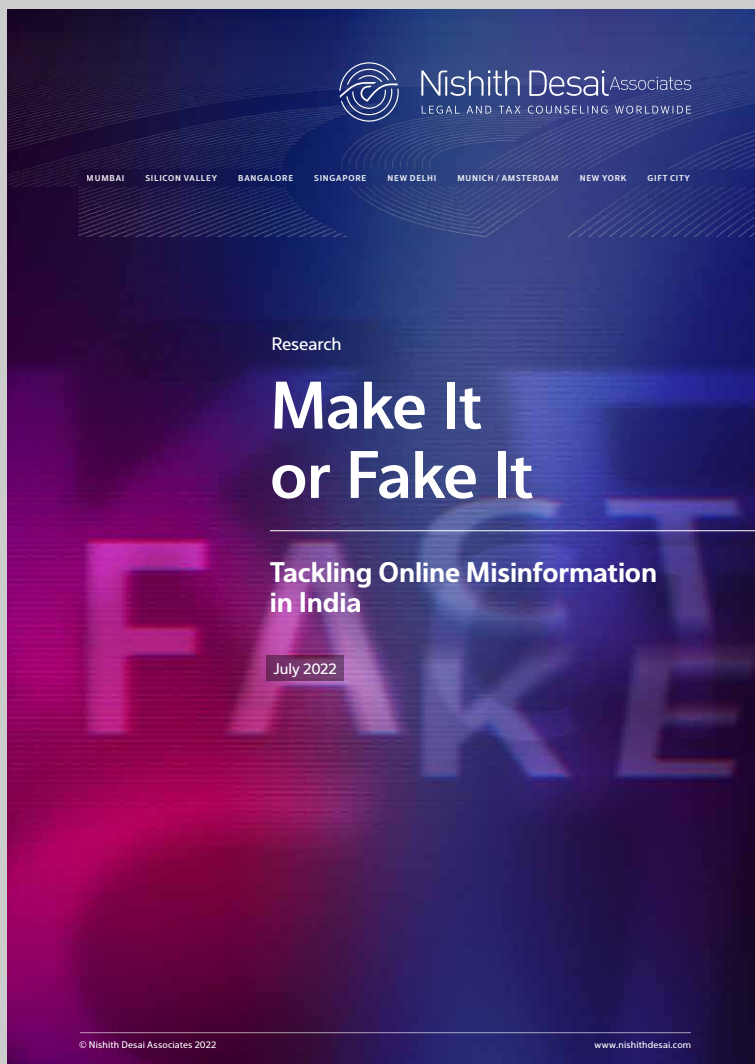 Nishith Desai Associates
LEGAL AND TAX COUNSELING WORLDWIDE
MUMBAI SILICON VALLEY BANGALORE SINGAPORE NEW DELHI MUNICH / AMSTERDAM NEW YORK GIFT CITY
Research
Make It
or Fake It
Tackling Online Misinformation
in India
July 2022
FACT
KE
© Nishith Desai Associates 2022 www.nishithdesai.com